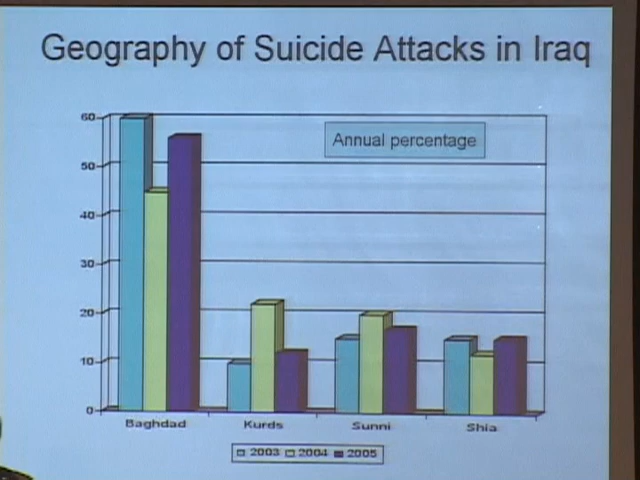 Geography of Suicide Attacks in Iraq
Annual percentage
60
50
40
30
20
10
0
Baghdad Kurds Sunni Shia
2003 2004 2005